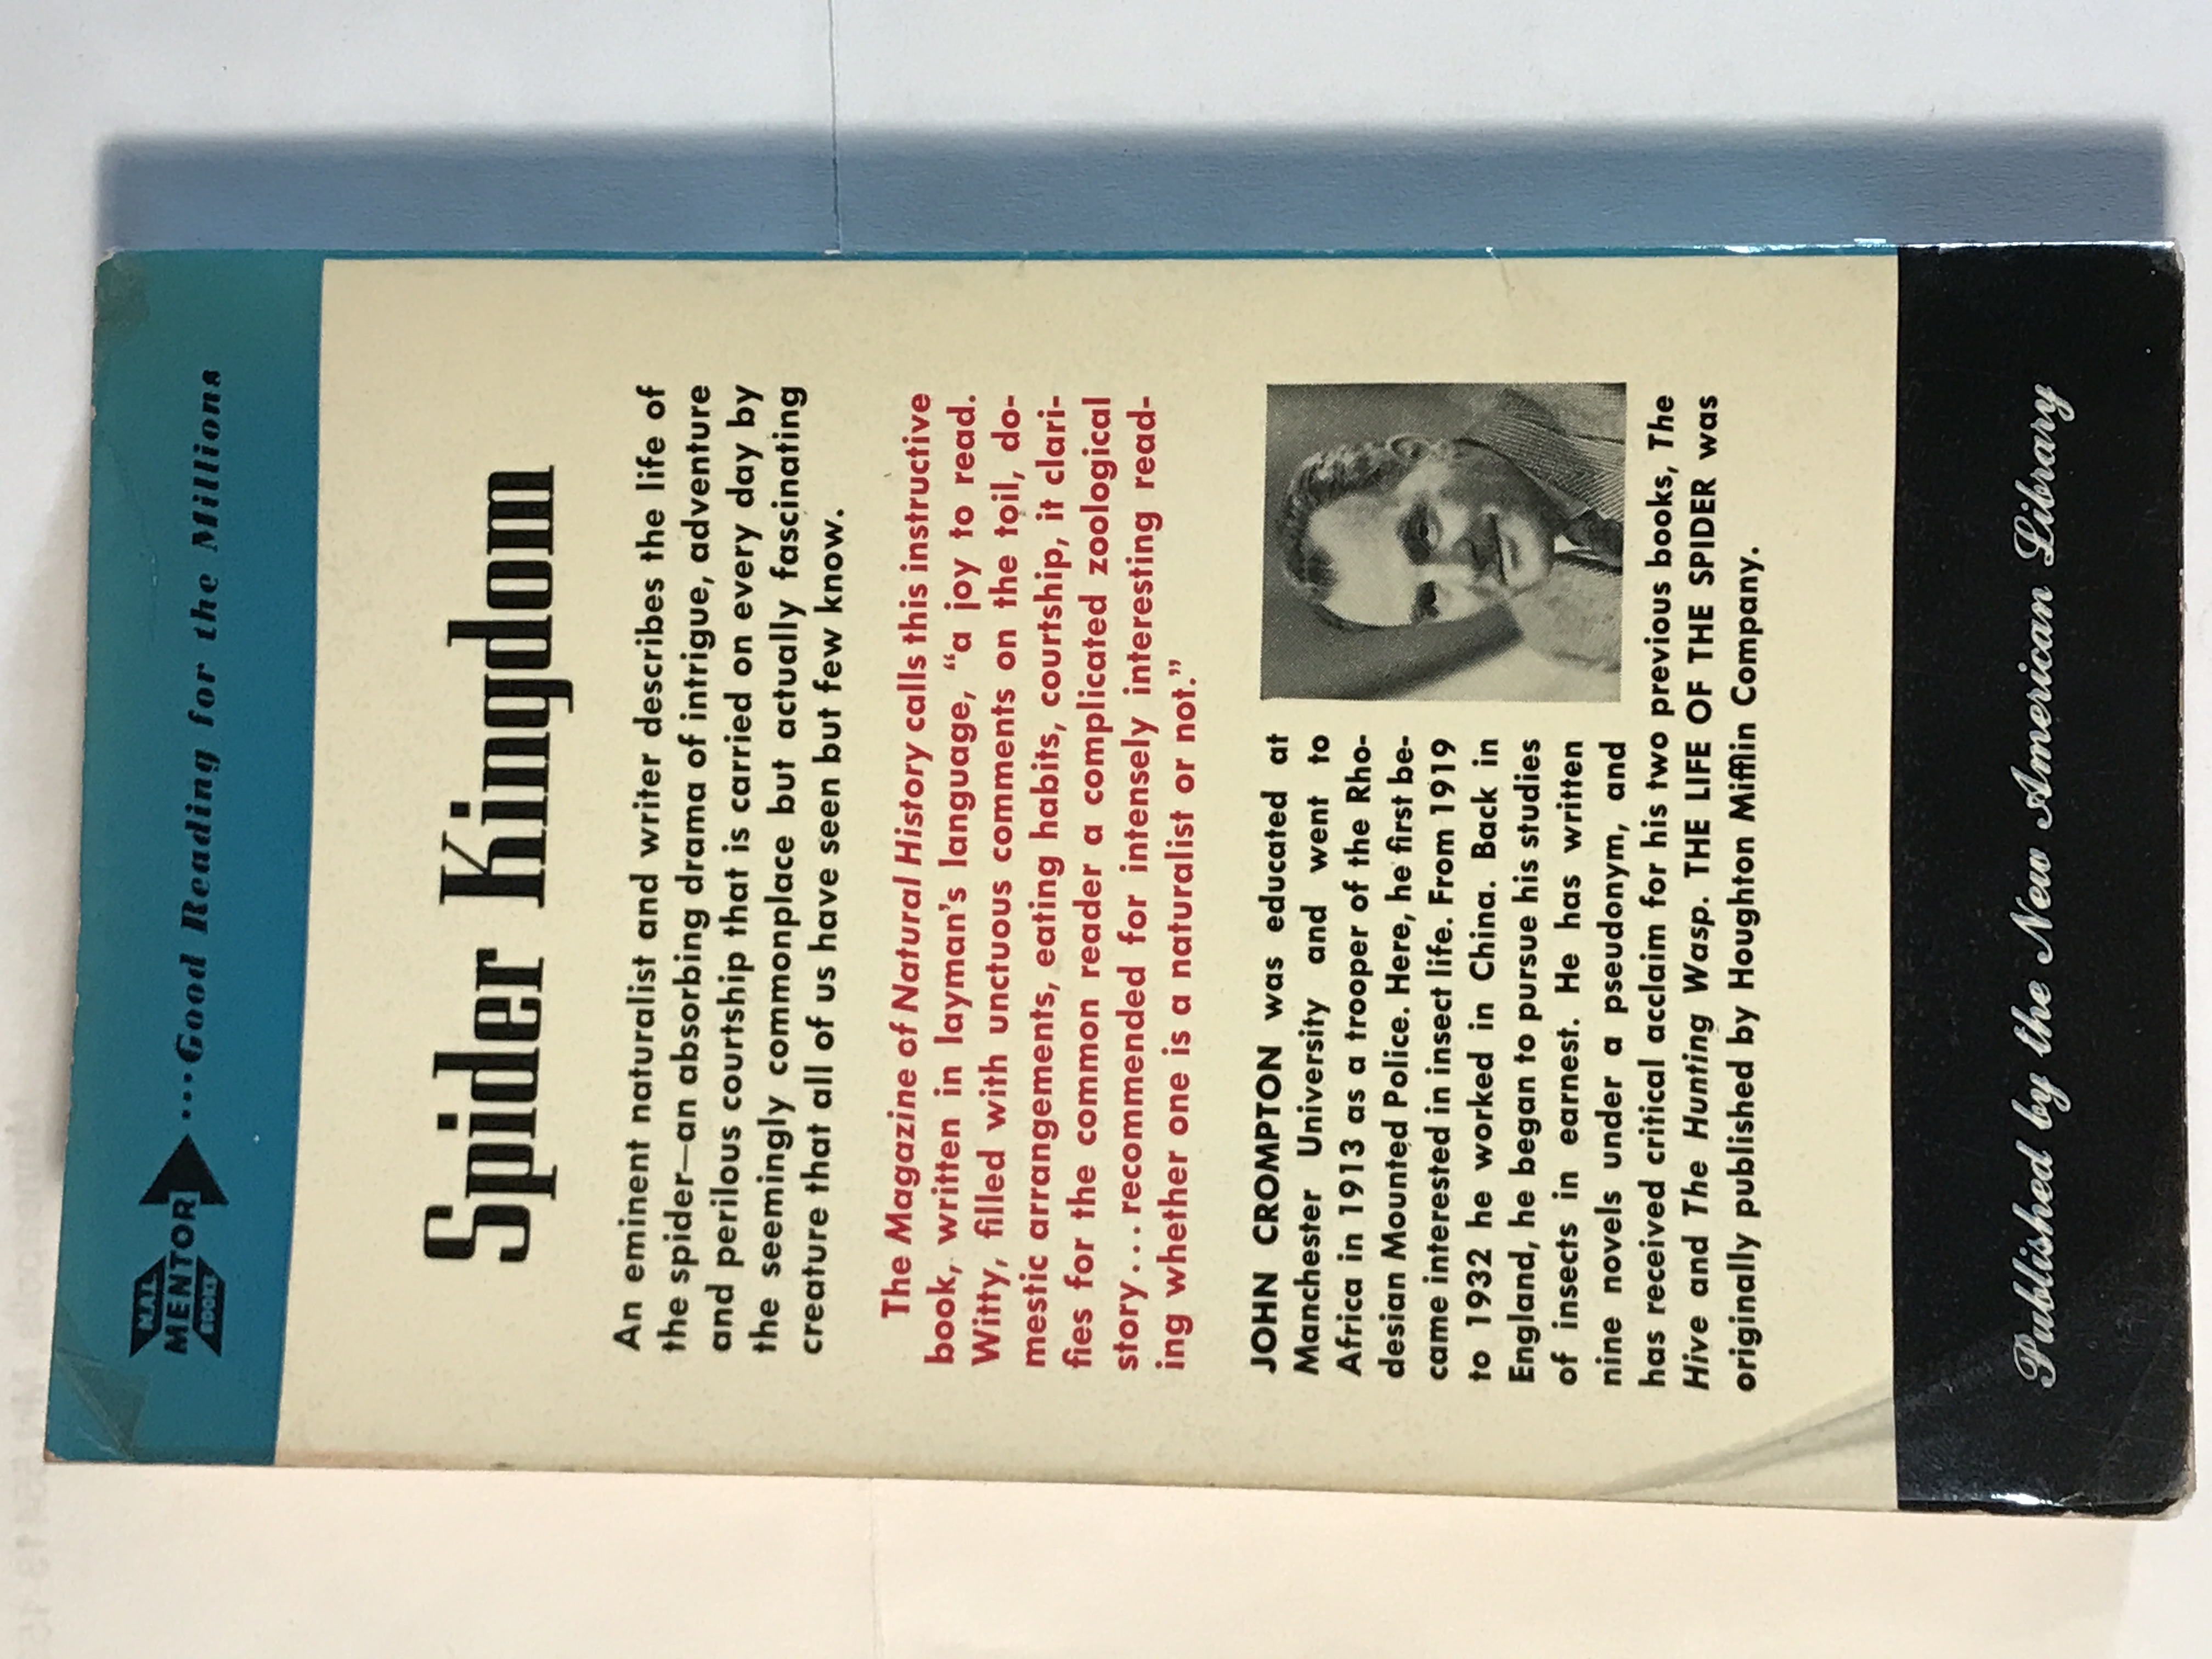 NAL
MENTOR
BOOKS
...Good Reading for the Millions
Spider Kingdom
An eminent naturalist and writer describes the life of
the spider—an absorbing drama of intrigue, adventure
and perilous courtship that is carried on every day by
the seemingly commonplace but actually fascinating
creature that all of us have seen but few know.
The Magazine of Natural History calls this instructive
book, written in layman's language, “a joy to read.
Witty, filled with unctuous comments on the toil, do-
mestic arrangements, eating habits, courtship, it clari-
fies for the common reader a complicated zoological
story...recommended for intensely interesting read-
ing whether one is a naturalist or not.”
JOHN CROMPTON was educated at
Manchester University and went to
Africa in 1913 as a trooper of the Rho-
desian Mounted Police. Here, he first be-
came interested in insect life. From 1919
to 1932 he worked in China. Back in
England, he began to pursue his studies
of insects in earnest. He has written
nine novels under a pseudonym, and
has received critical acclaim for his two previous books, The
Hive and The Hunting Wasp. THE LIFE OF THE SPIDER was
originally published by Houghton Mifflin Company.
Published by the New American Library